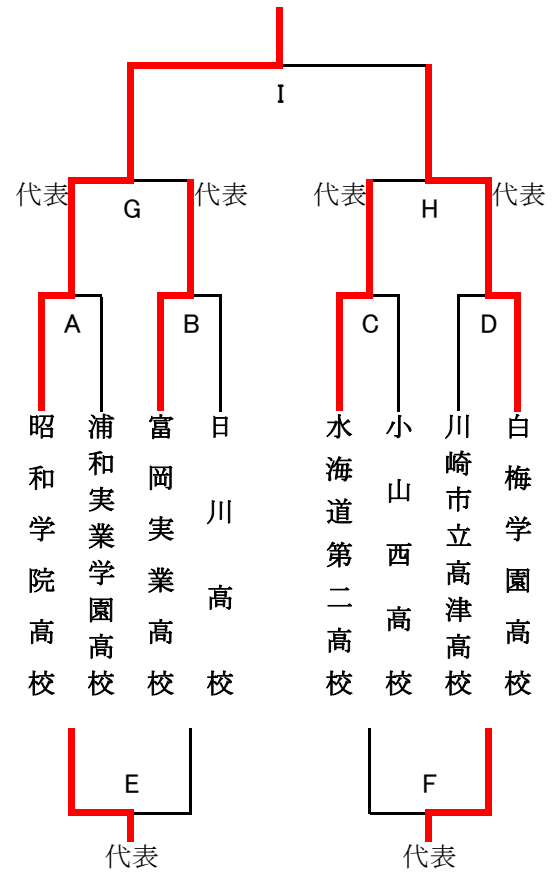 I
代表
代表
代表
代表
G
H
A
B
C
D
昭和学院高校
浦和実業学園高校
富岡実業高校
日川高校
水海道第二高校
小山西高校
川崎市立高津高校
白梅学園高校
E
F
代表
代表